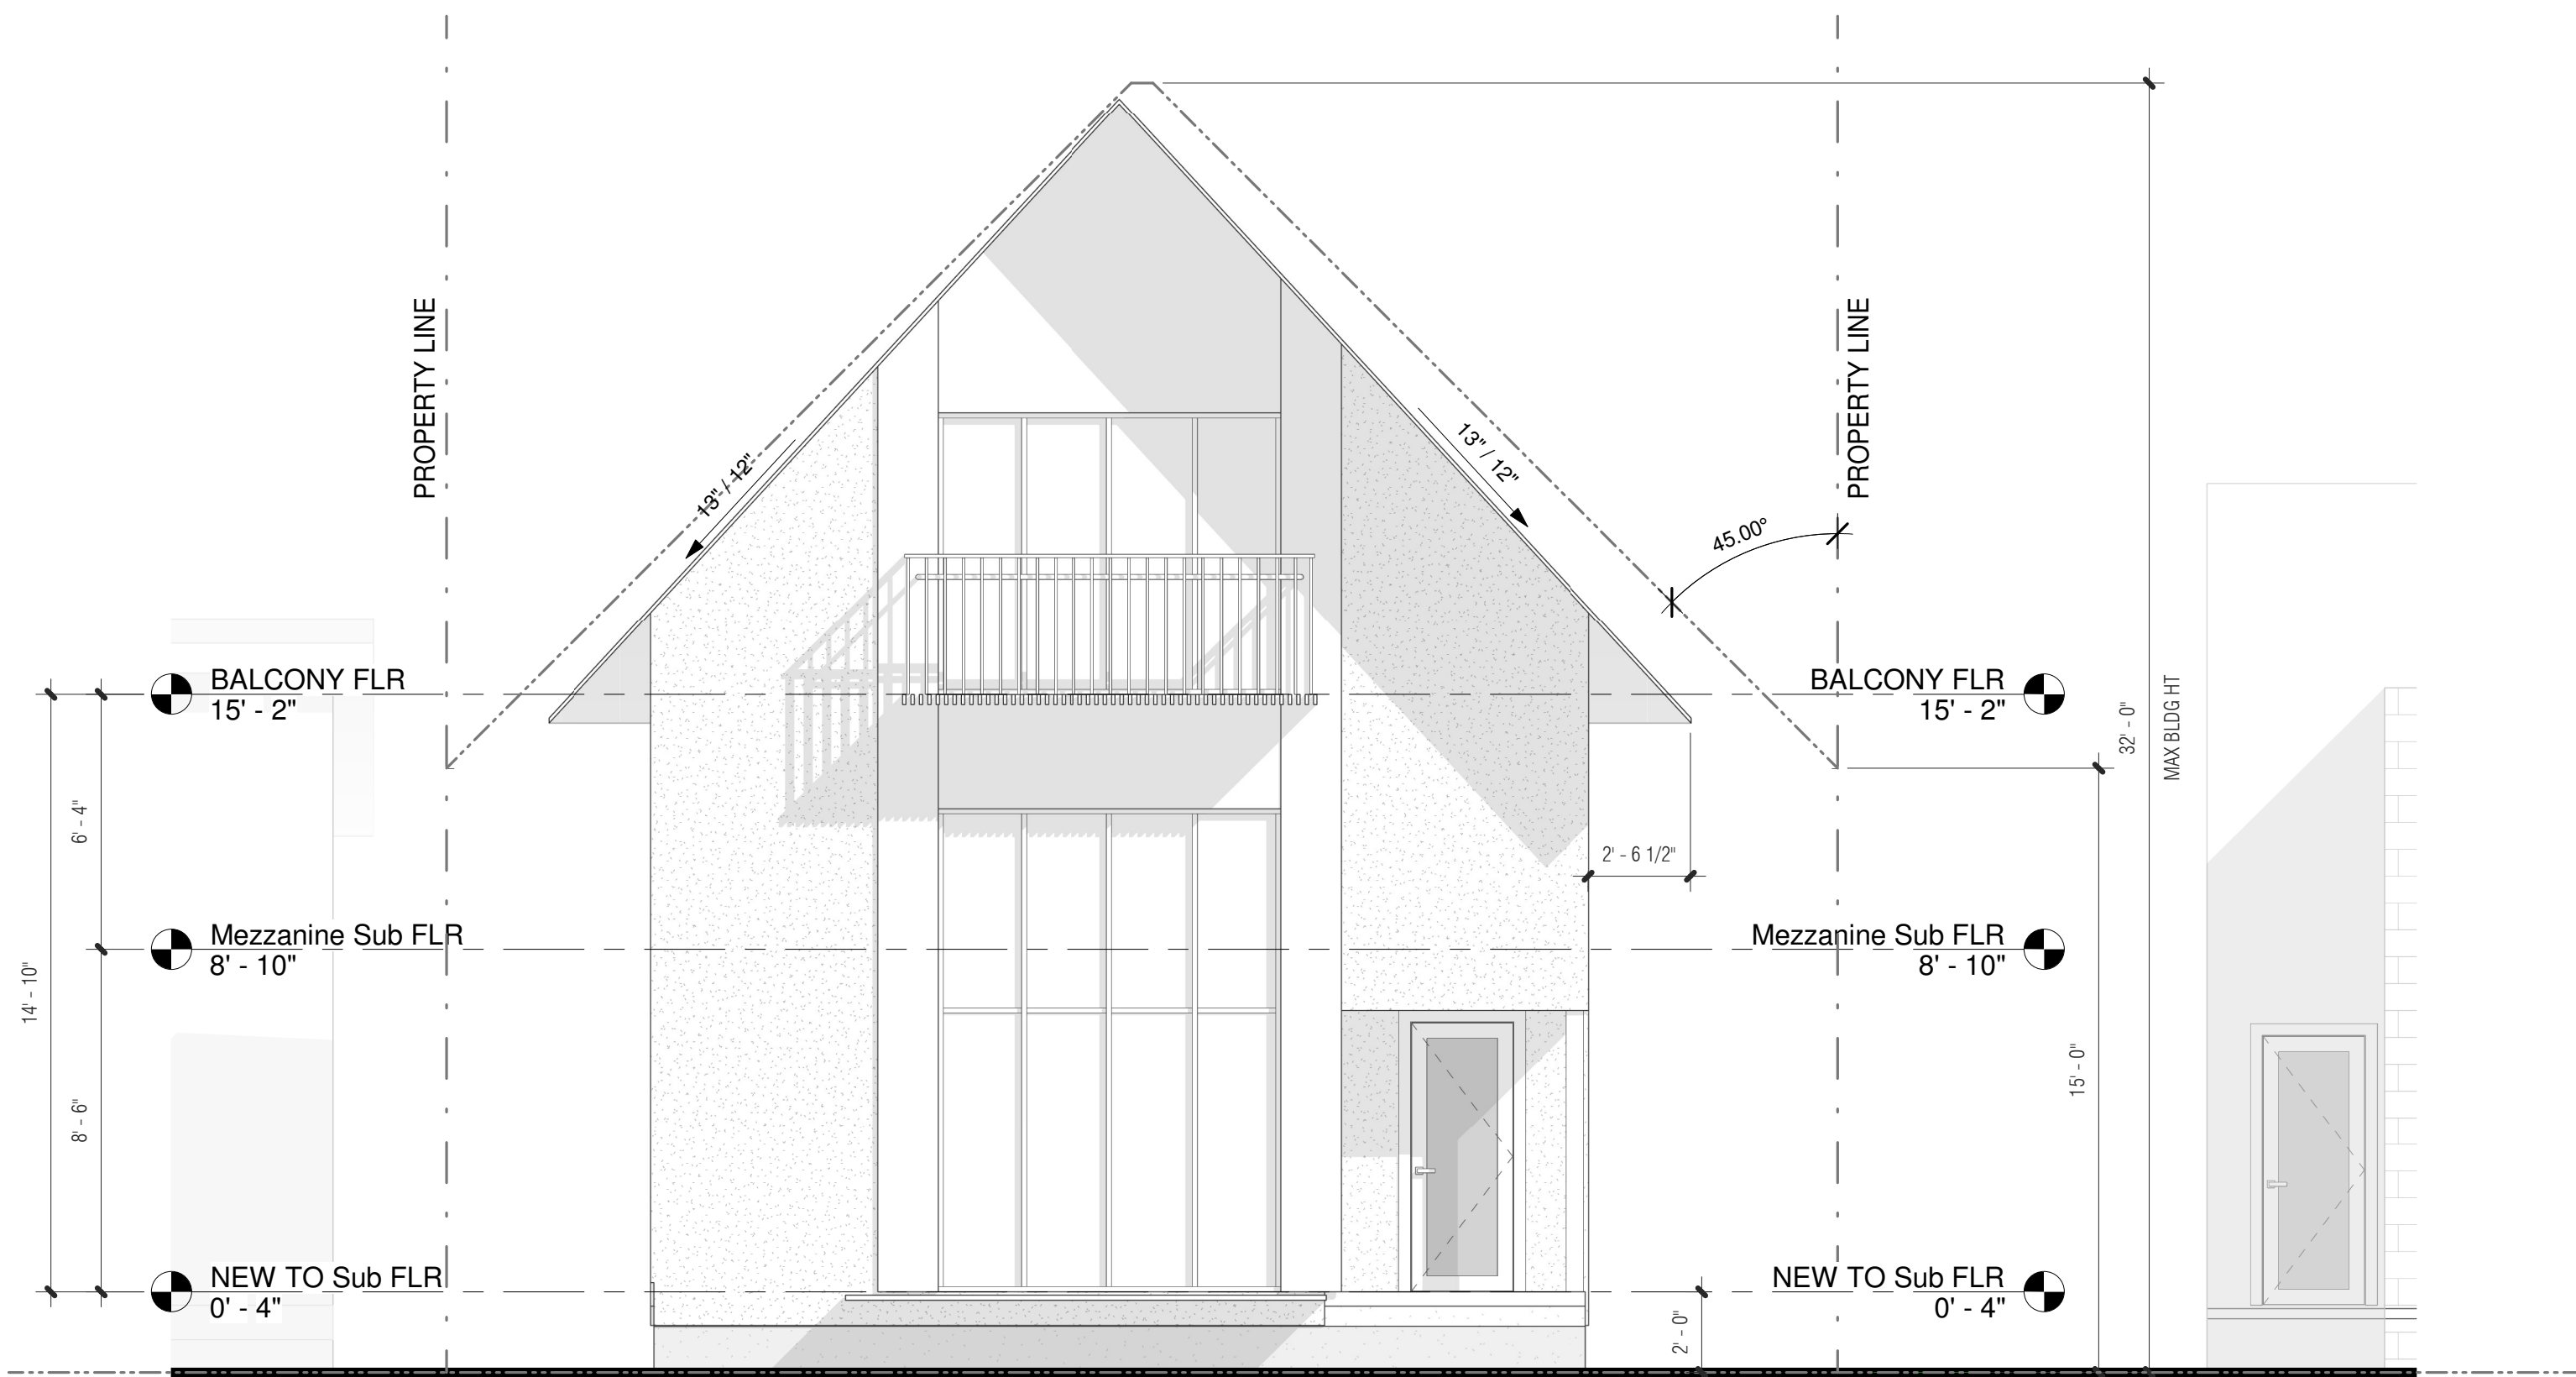 PROPERTY LINE
PROPERTY LINE
13" / 12"
13" / 12"
45.00°
BALCONY FLR
15' - 2"
BALCONY FLR
15' - 2"
32' - 0"
MAX BLDG HT
6' - 4"
2' - 6 1/2"
Mezzanine Sub FLR
8' - 10"
Mezzanine Sub FLR
8' - 10"
14' - 10"
15' - 0"
8' - 6"
NEW TO Sub FLR
0' - 4"
NEW TO Sub FLR
0' - 4"
2' - 0"